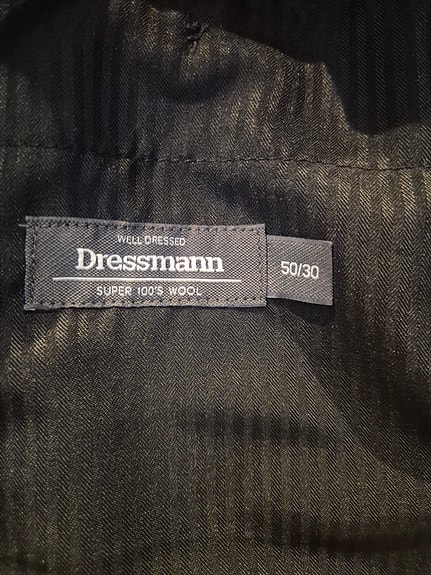 WELL DRESSED
Dressmann
SUPER 100'S WOOL
50/30